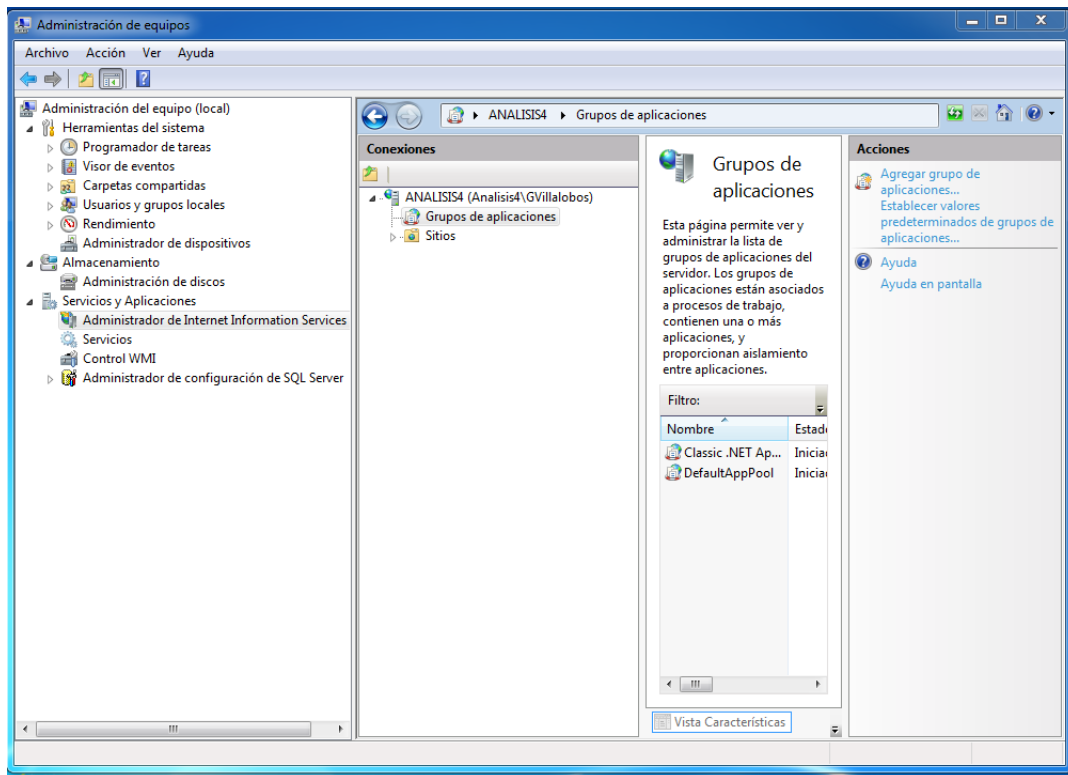 Administración de equipos
Archivo Acción Ver Ayuda
Administración del equipo (local)
Herramientas del sistema
Programador de tareas
Visor de eventos
Carpetas compartidas
Usuarios y grupos locales
Rendimiento
Administrador de dispositivos
Almacenamiento
Administración de discos
Servicios y Aplicaciones
Administrador de Internet Information Services
Servicios
Control WMI
Administrador de configuración de SQL Server
ANALISIS4 Grupos de aplicaciones
Conexiones
ANALISIS4 (Analisis4\GVillalobos)
Grupos de aplicaciones
Sitios
Grupos de
aplicaciones
Esta página permite ver y
administrar la lista de
grupos de aplicaciones del
servidor. Los grupos de
aplicaciones están asociados
a procesos de trabajo,
contienen una o más
aplicaciones, y
proporcionan aislamiento
entre aplicaciones.
Filtro:
Nombre Estad
Classic .NET Ap... Inicia
DefaultAppPool Inicia
Vista Características
Acciones
Agregar grupo de
aplicaciones...
Establecer valores
predeterminados de grupos de
aplicaciones...
Ayuda
Ayuda en pantalla